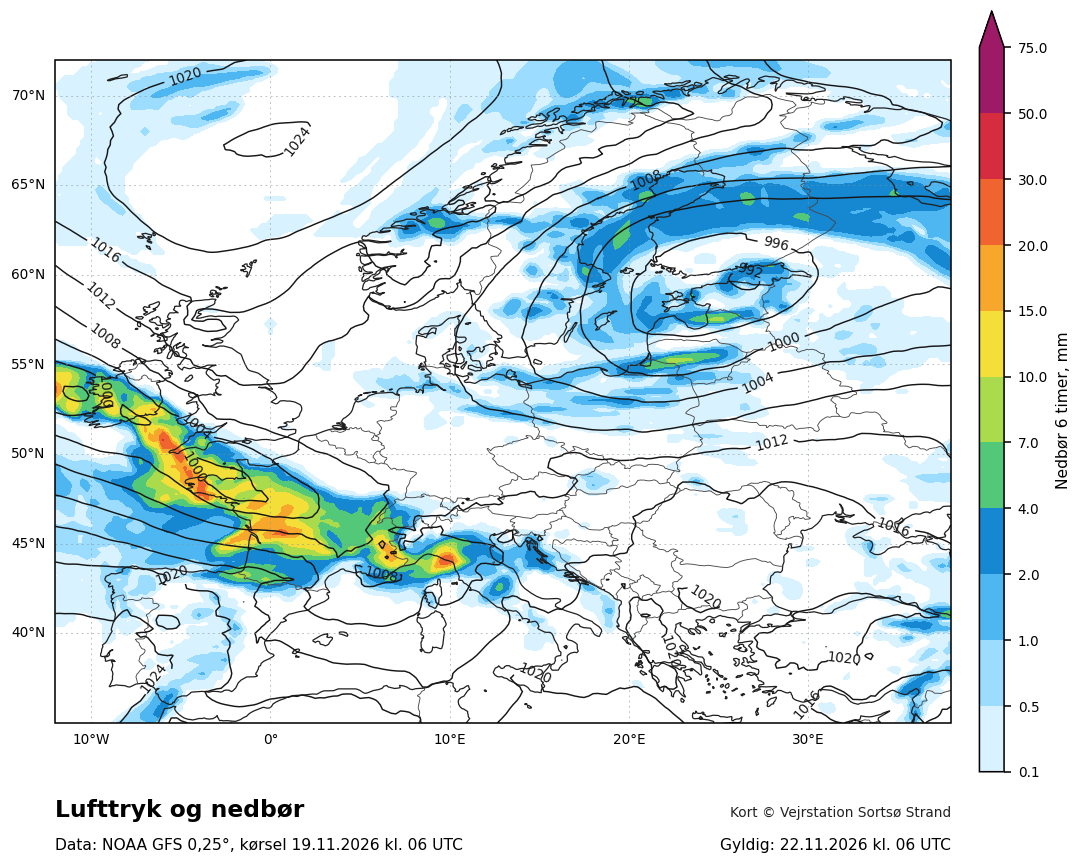 1020
1024
70°N
65°N
60°N
55°N
50°N
45°N
40°N
1008
1016
996
992
1012
1008
1000
1004
1004
1000
1012
1016
1020
1008
1020
1020
1020
1024
10°W
0°
10°E
20°E
30°E
75.0
50.0
30.0
20.0
15.0
10.0
7.0
4.0
2.0
1.0
0.5
0.1
Nedbør 6 timer, mm
Lufttryk og nedbør
Kort © Vejrstation Sortsø Strand
Data: NOAA GFS 0,25°, kørsel 19.11.2026 kl. 06 UTC
Gyldig: 22.11.2026 kl. 06 UTC